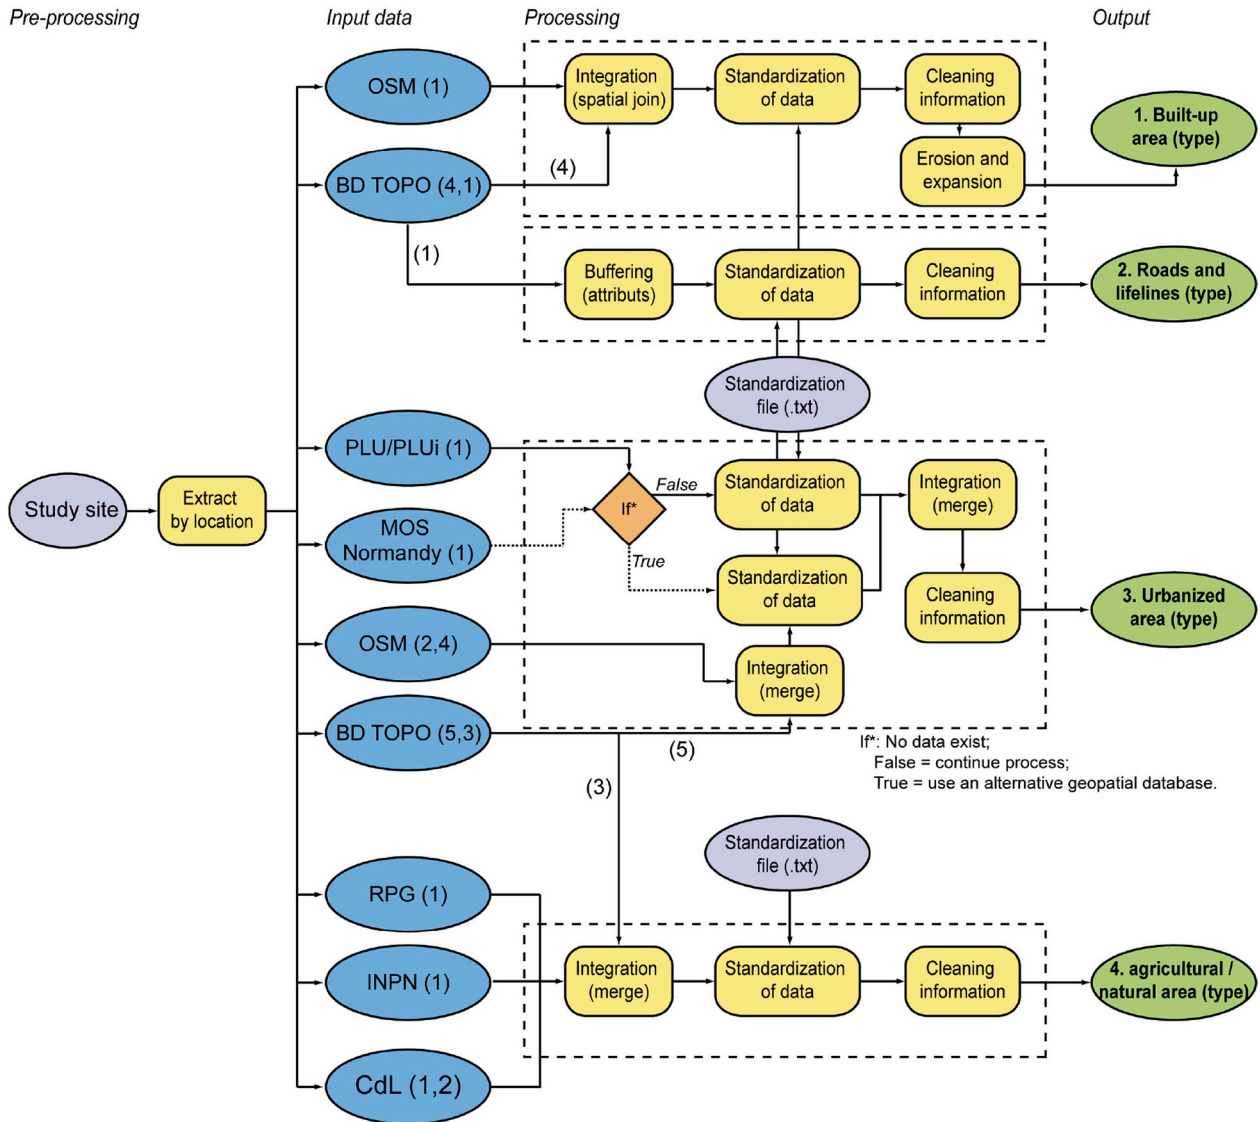 Pre-processing
Input data
Processing
Output
OSM (1)
Integration
(spatial join)
Standardization
of data
Cleaning
information
1. Built-up
area (type)
BD TOPO (4,1)
(4)
Erosion and
expansion
(1)
Buffering
(attributs)
Standardization
of data
Cleaning
information
2. Roads and
lifelines (type)
Standardization
file (.txt)
PLU/PLUi (1)
Study site
Extract
by location
If*
False
Standardization
of data
Integration
(merge)
MOS
Normandy (1)
True
Standardization
of data
Cleaning
information
3. Urbanized
area (type)
OSM (2,4)
Integration
(merge)
BD TOPO (5,3)
(5)
If*: No data exist;
False = continue process;
True = use an alternative geopatial database.
(3)
Standardization
file (.txt)
RPG (1)
INPN (1)
Integration
(merge)
Standardization
of data
Cleaning
information
4. agricultural /
natural area (type)
CdL (1,2)